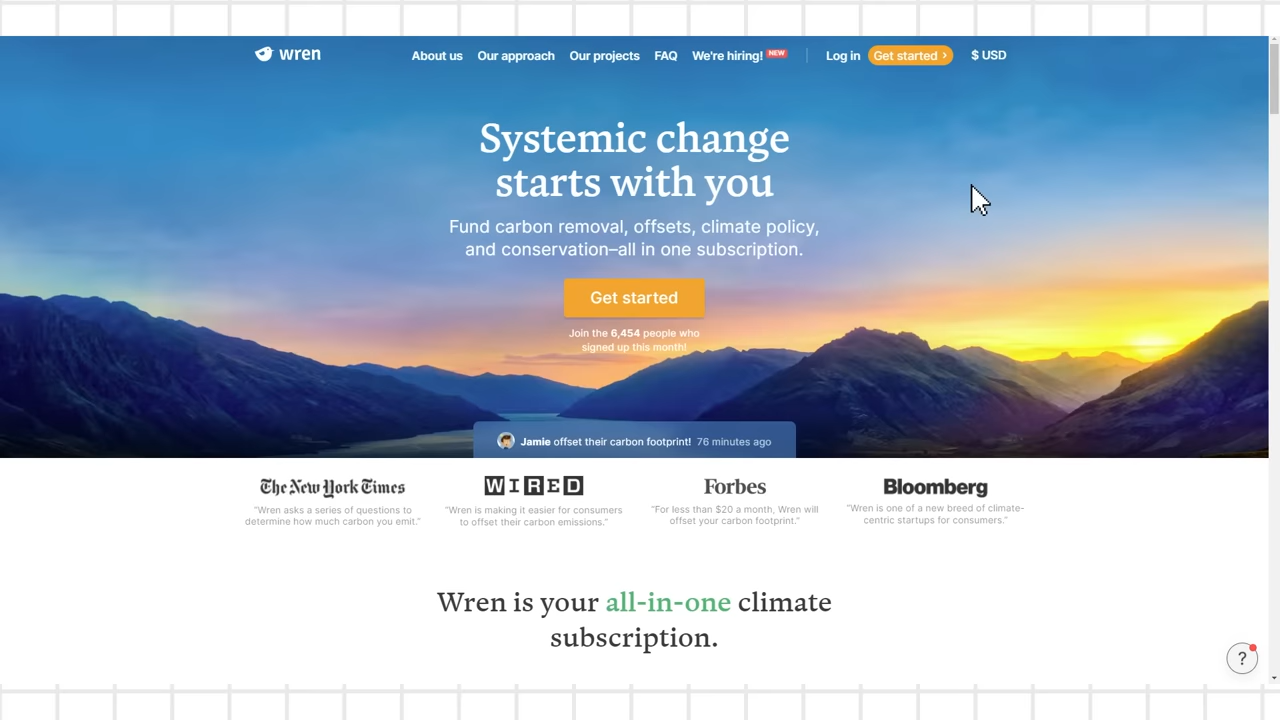 wren
About us Our approach Our projects FAQ We're hiring! NEW Log in Get started › $ USD
Systemic change
starts with you
Fund carbon removal, offsets, climate policy,
and conservation–all in one subscription.
Get started
Join the 6,454 people who
signed up this month!
Jamie offset their carbon footprint! 76 minutes ago
The New York Times
"Wren asks a series of questions to
determine how much carbon you emit."
WIRED
"Wren is making it easier for consumers
to offset their carbon emissions."
Forbes
"For less than $20 a month, Wren will
offset your carbon footprint."
Bloomberg
"Wren is one of a new breed of climate-
centric startups for consumers."
Wren is your all-in-one climate
subscription.
?